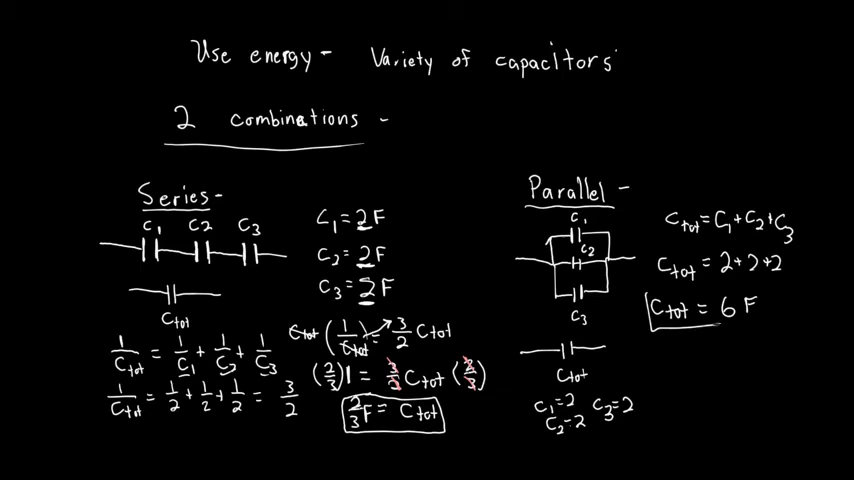 Use energy - Variety of capacitors
2 combinations -
Series -
C1 C2 C3
Ctot
1/Ctot = 1/C1 + 1/C2 + 1/C3
1/Ctot = 1/2 + 1/2 + 1/2 = 3/2
C1 = 2F
C2 = 2F
C3 = 2F
Ctot (1/Ctot) = 3/2 Ctot
(2/3) 1 = 3/2 Ctot (2/3)
2/3 F = Ctot
Parallel -
C1
C2
C3
Ctot
C1=2 C3=2
C2=2
Ctot = C1 + C2 + C3
Ctot = 2+2+2
Ctot = 6 F